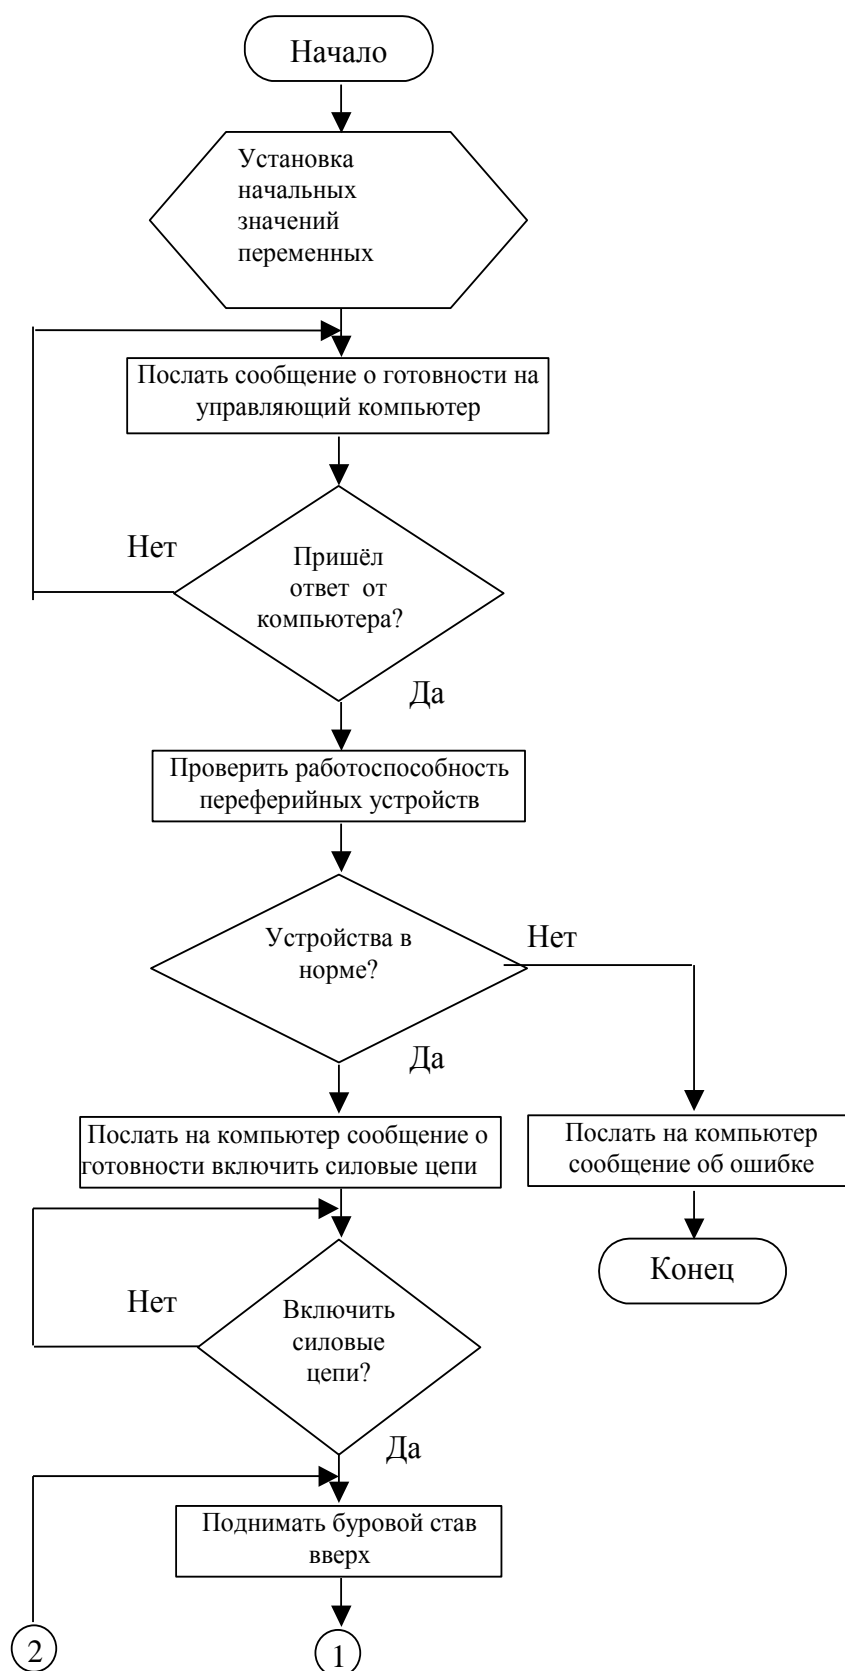 Начало
Установка
начальных
значений
переменных
Послать сообщение о готовности на
управляющий компьютер
Нет
Пришёл
ответ от
компьютера?
Да
Проверить работоспособность
переферийных устройств
Устройства в
норме?
Нет
Да
Послать на компьютер сообщение о
готовности включить силовые цепи
Послать на компьютер
сообщение об ошибке
Конец
Нет
Включить
силовые
цепи?
Да
Поднимать буровой став
вверх
2
1